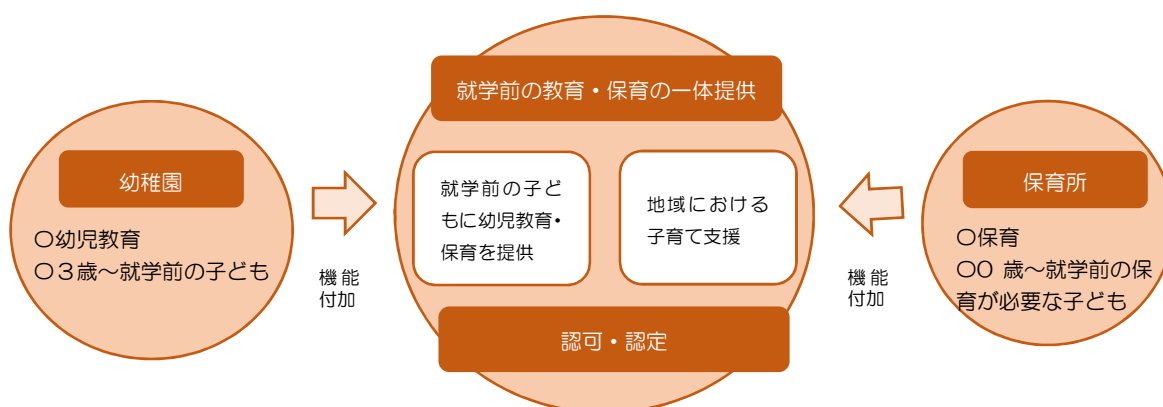 幼稚園
〇幼児教育
〇３歳～就学前の子ども
機能
付加
就学前の教育・保育の一体提供
就学前の子ど
もに幼児教育・
保育を提供
地域における
子育て支援
認可・認定
機能
付加
保育所
〇保育
〇0 歳～就学前の保
育が必要な子ども